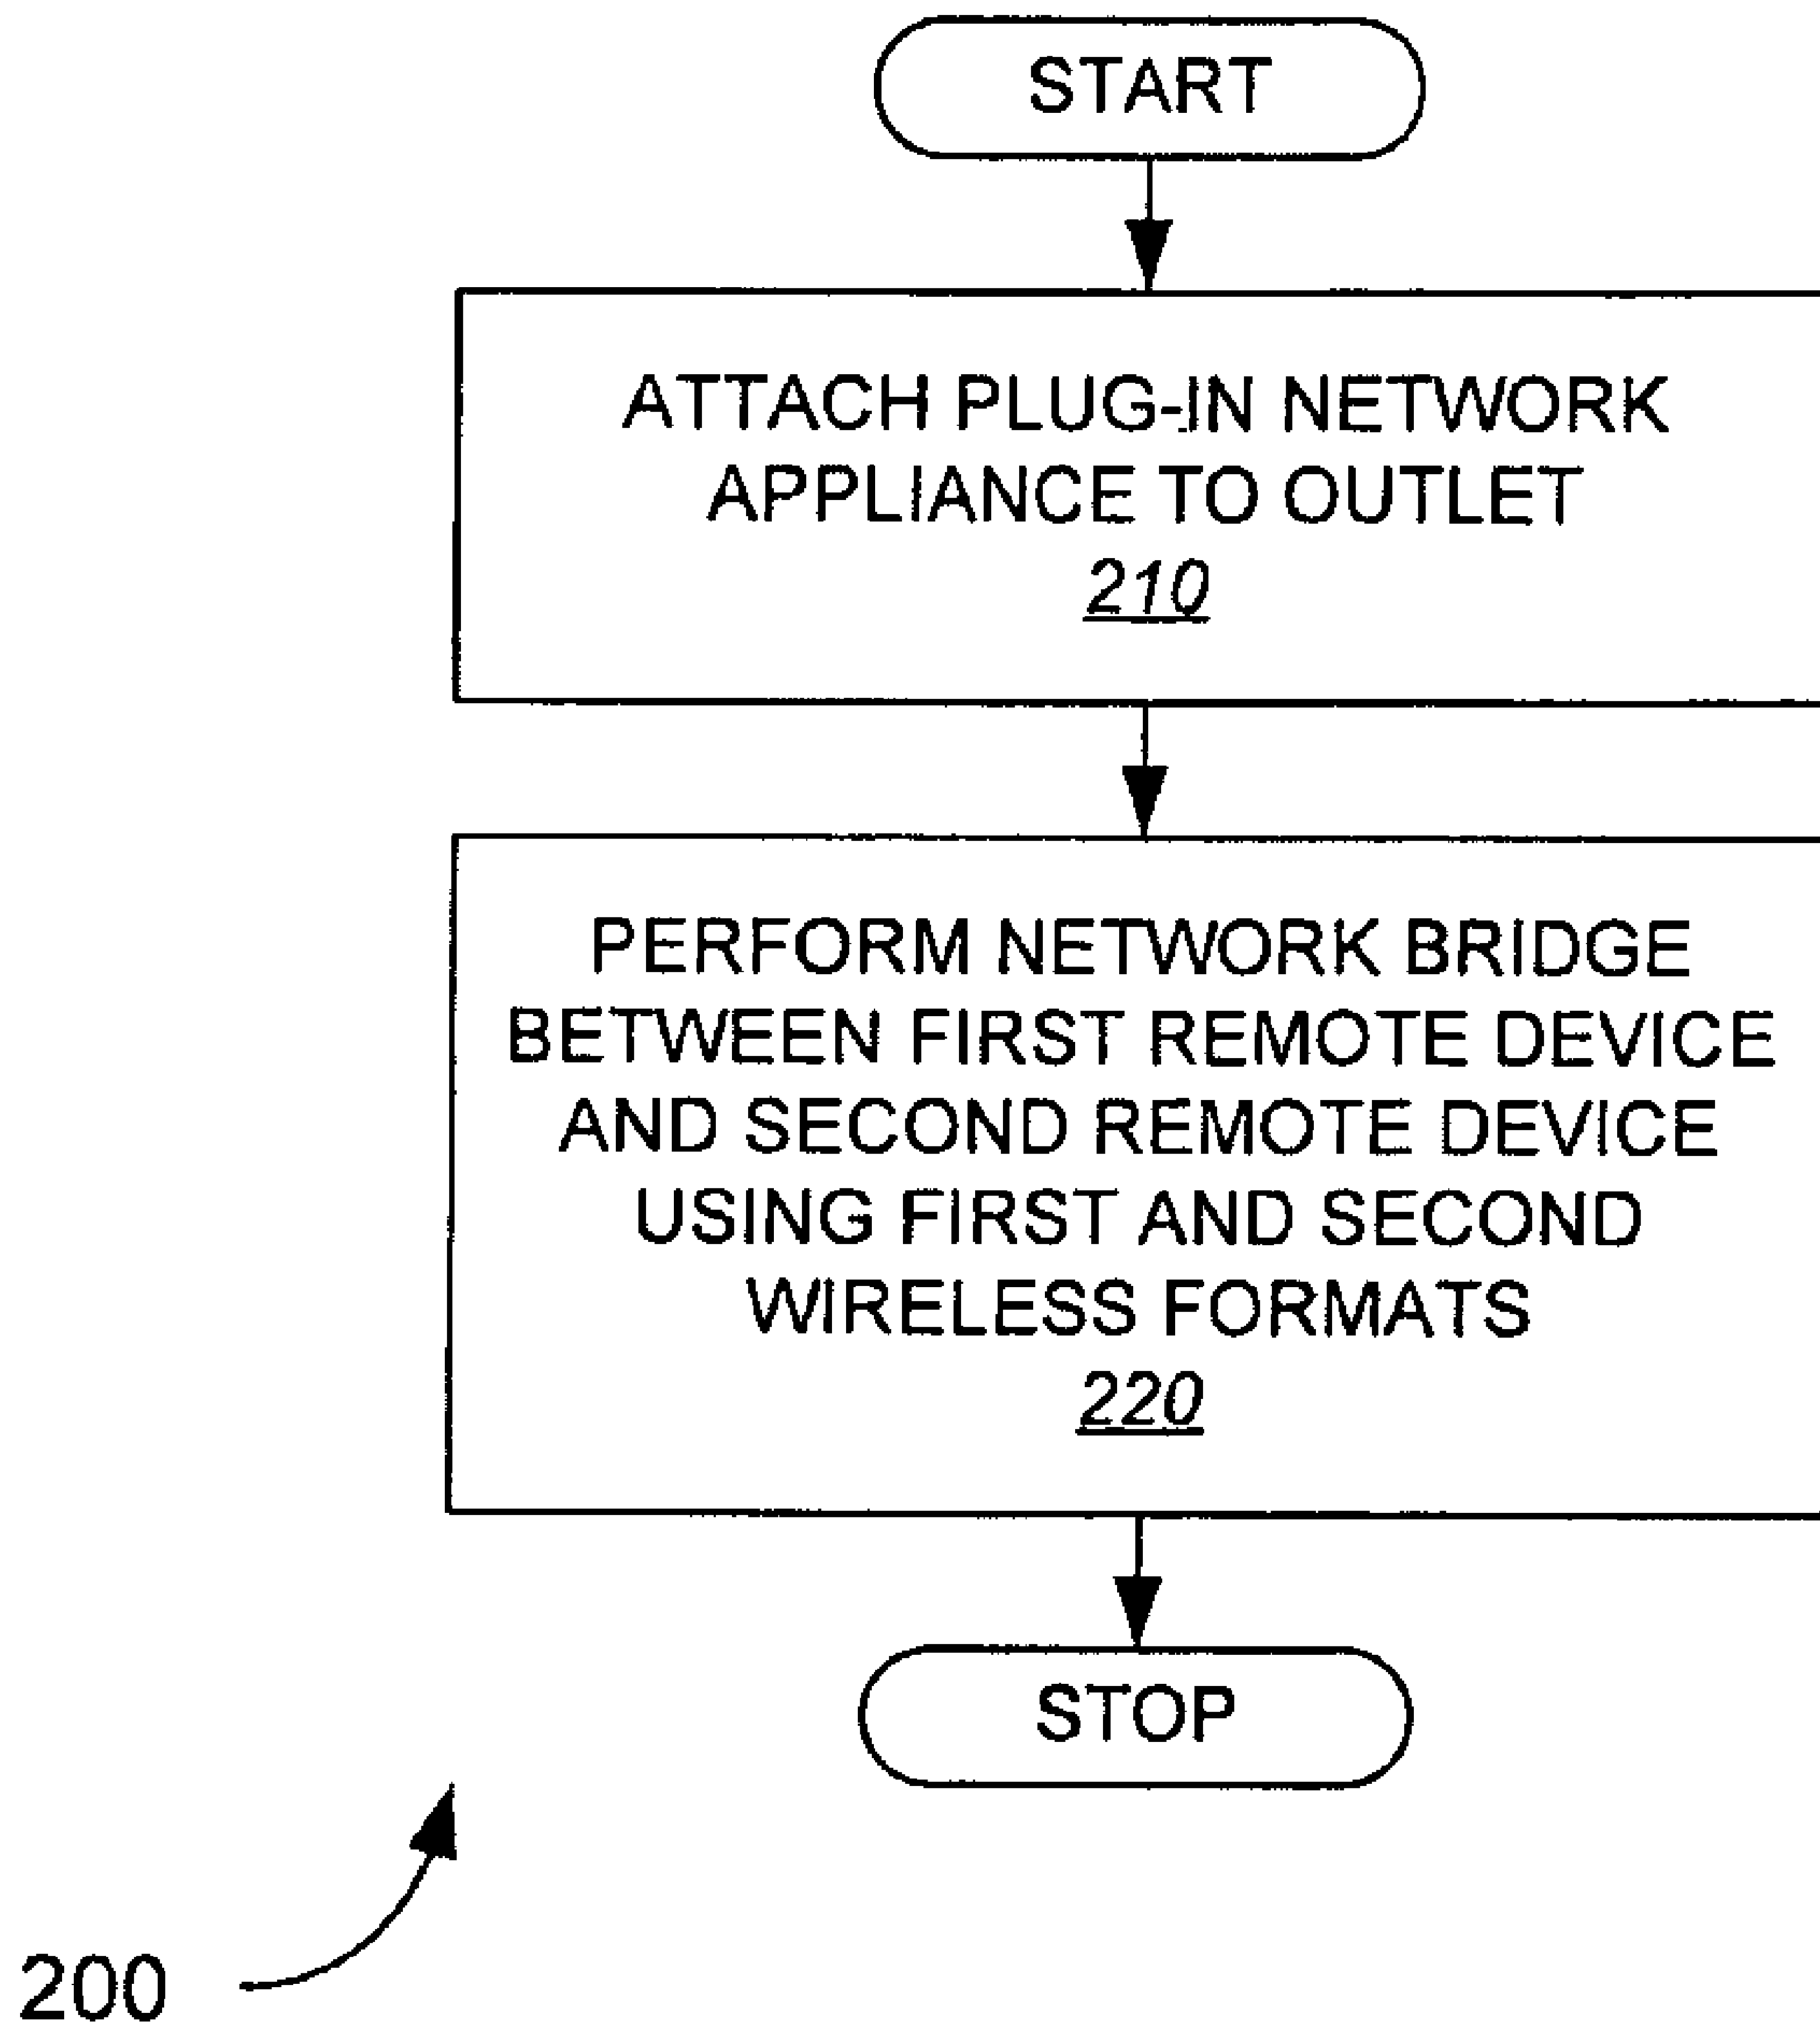 START
ATTACH PLUG-IN NETWORK
APPLIANCE TO OUTLET
210
PERFORM NETWORK BRIDGE
BETWEEN FIRST REMOTE DEVICE
AND SECOND REMOTE DEVICE
USING FIRST AND SECOND
WIRELESS FORMATS
220
STOP
200